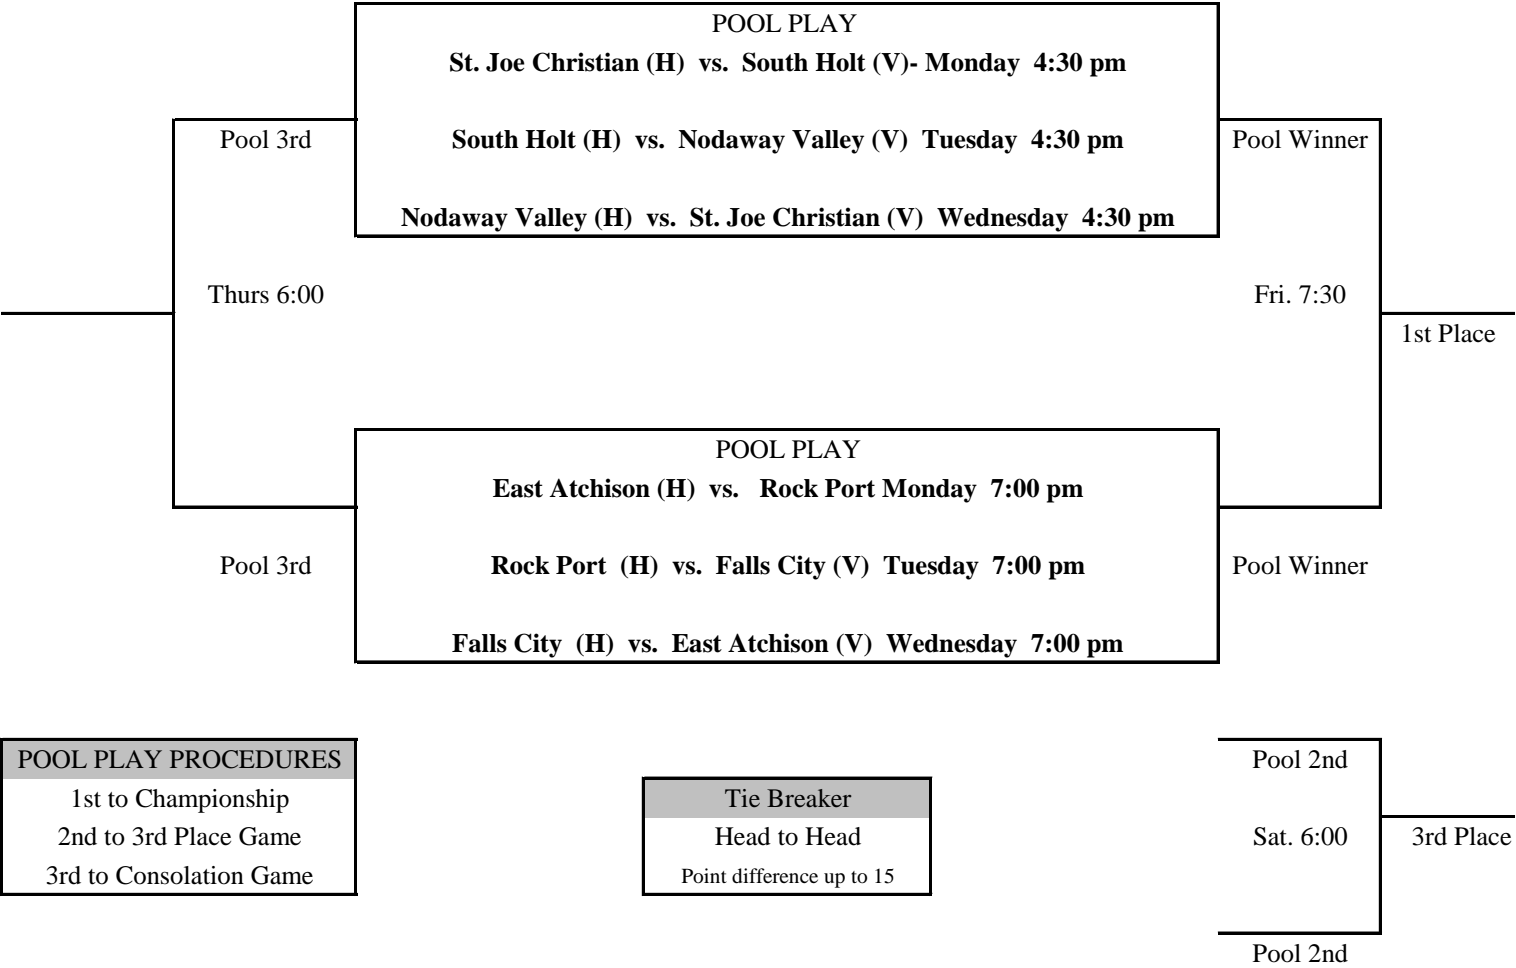 POOL PLAY
St. Joe Christian (H) vs. South Holt (V)- Monday 4:30 pm
Pool 3rd
South Holt (H) vs. Nodaway Valley (V) Tuesday 4:30 pm
Pool Winner
Nodaway Valley (H) vs. St. Joe Christian (V) Wednesday 4:30 pm
Thurs 6:00
Fri. 7:30
1st Place
POOL PLAY
East Atchison (H) vs. Rock Port Monday 7:00 pm
Pool 3rd
Rock Port (H) vs. Falls City (V) Tuesday 7:00 pm
Pool Winner
Falls City (H) vs. East Atchison (V) Wednesday 7:00 pm
POOL PLAY PROCEDURES
1st to Championship
2nd to 3rd Place Game
3rd to Consolation Game
Tie Breaker
Head to Head
Point difference up to 15
Pool 2nd
Sat. 6:00
3rd Place
Pool 2nd